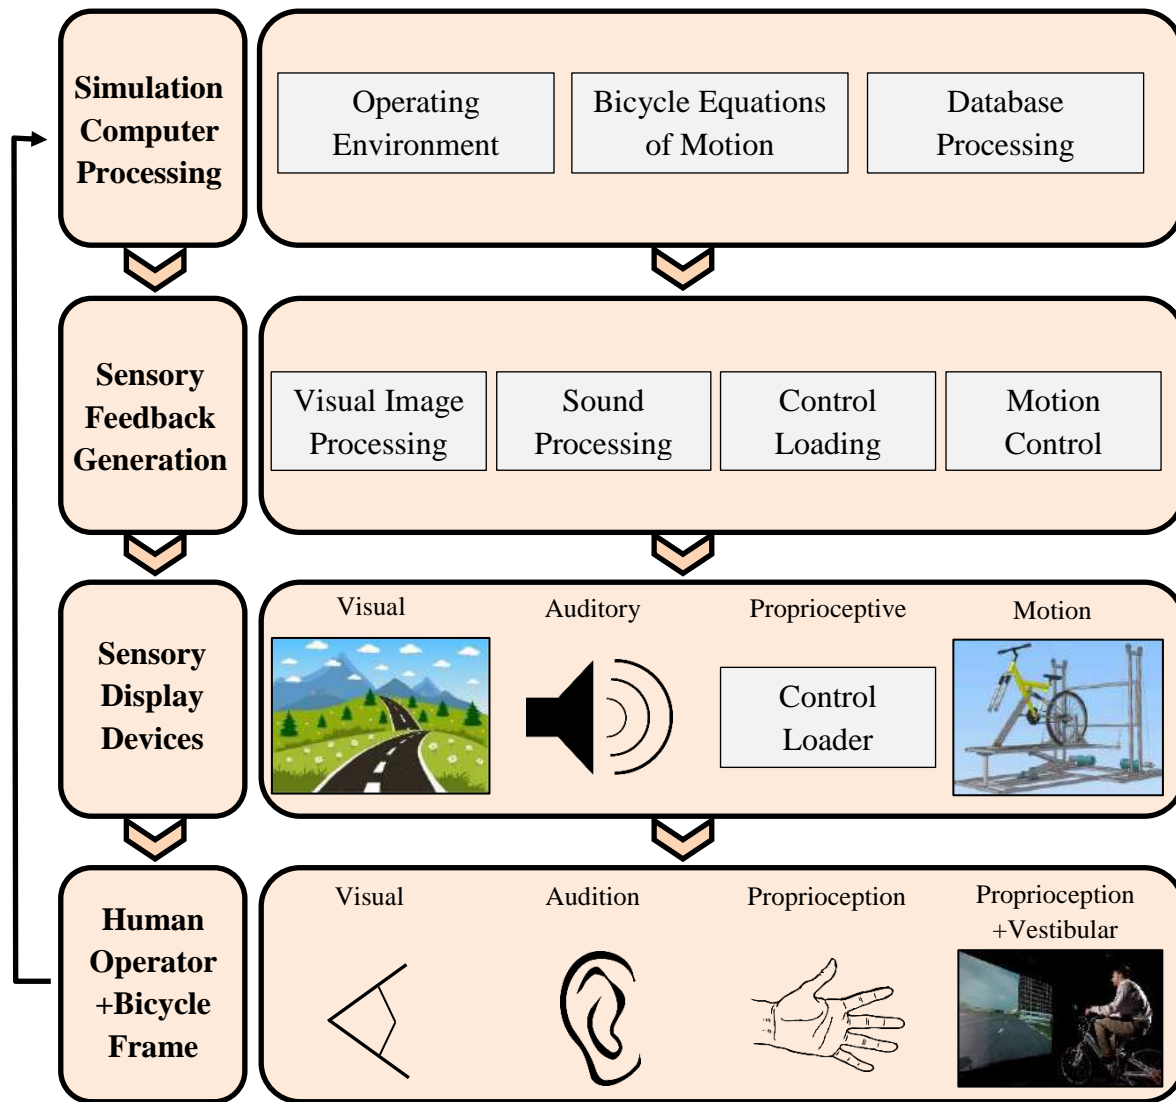 Simulation
Computer
Processing
Operating
Environment
Bicycle Equations
of Motion
Database
Processing
Sensory
Feedback
Generation
Visual Image
Processing
Sound
Processing
Control
Loading
Motion
Control
Sensory
Display
Devices
Visual
Auditory
Proprioceptive
Control
Loader
Motion
Human
Operator
+Bicycle
Frame
Visual
Audition
Proprioception
Proprioception
+Vestibular